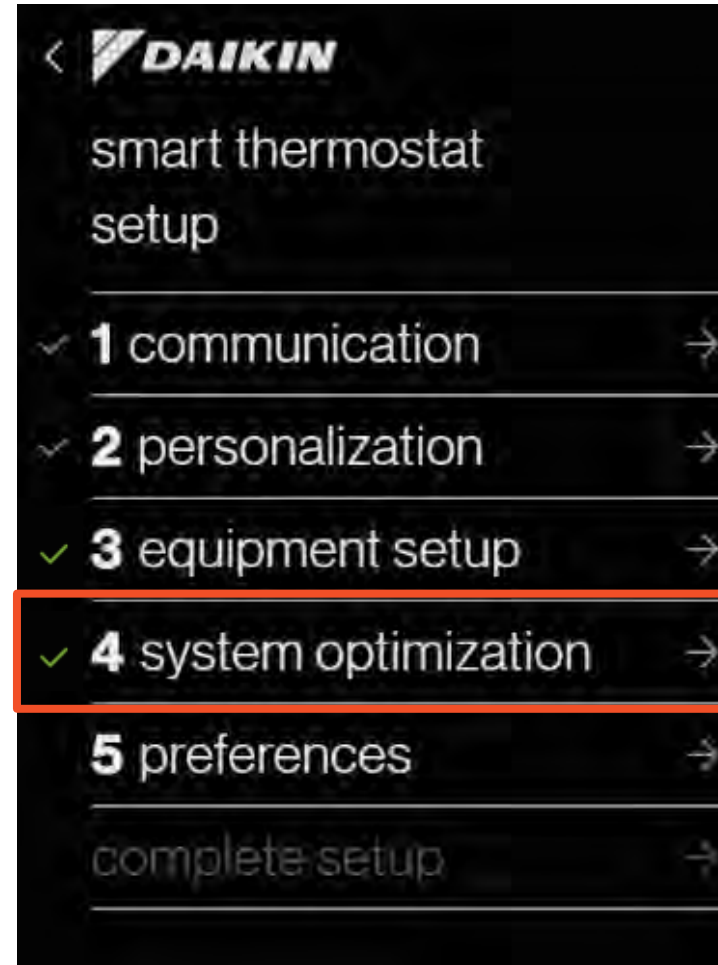 DAIKIN
smart thermostat
setup
1 communication
2 personalization
3 equipment setup
4 system optimization
5 preferences
complete setup